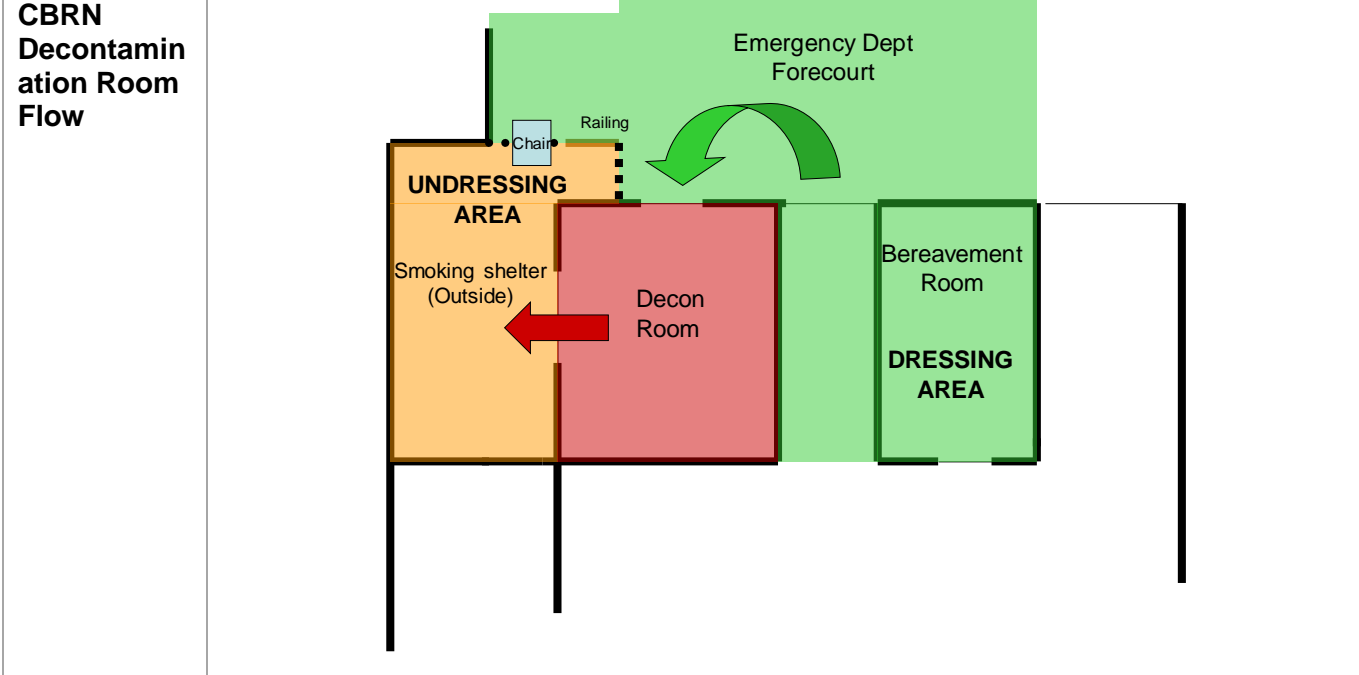 CBRN
Decontamin
ation Room
Flow
Emergency Dept
Forecourt
Railing
Chair
UNDRESSING
AREA
Smoking shelter
(Outside)
Decon
Room
Bereavement
Room
DRESSING
AREA